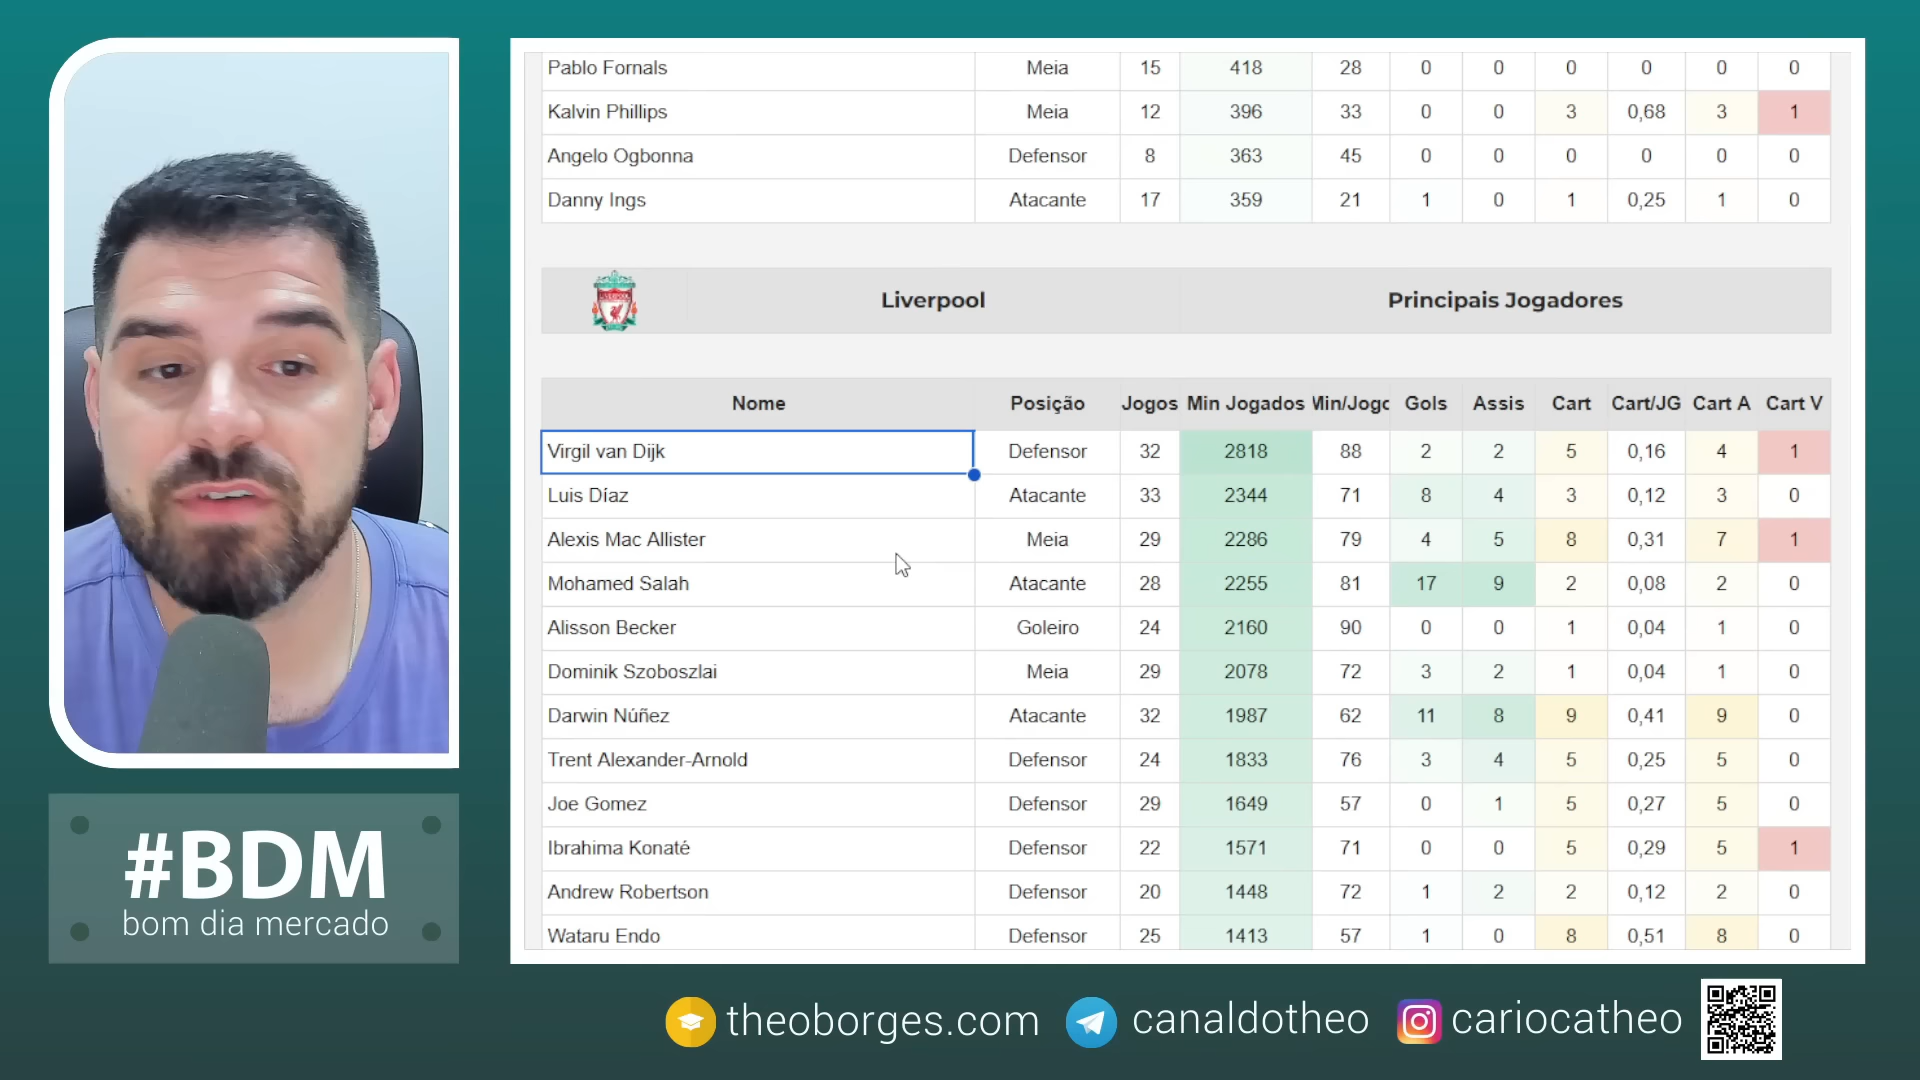 Pablo Fornals Meia 15 418 28 0 0 0 0 0 0
Kalvin Phillips Meia 12 396 33 0 0 3 0,68 3 1
Angelo Ogbonna Defensor 8 363 45 0 0 0 0 0 0
Danny Ings Atacante 17 359 21 1 0 1 0,25 1 0
Liverpool Principais Jogadores
Nome Posição Jogos Min Jogados Min/Jogo Gols Assis Cart Cart/JG Cart A Cart V
Virgil van Dijk Defensor 32 2818 88 2 2 5 0,16 4 1
Luis Díaz Atacante 33 2344 71 8 4 3 0,12 3 0
Alexis Mac Allister Meia 29 2286 79 4 5 8 0,31 7 1
Mohamed Salah Atacante 28 2255 81 17 9 2 0,08 2 0
Alisson Becker Goleiro 24 2160 90 0 0 1 0,04 1 0
Dominik Szoboszlai Meia 29 2078 72 3 2 1 0,04 1 0
Darwin Núñez Atacante 32 1987 62 11 8 9 0,41 9 0
Trent Alexander-Arnold Defensor 24 1833 76 3 4 5 0,25 5 0
Joe Gomez Defensor 29 1649 57 0 1 5 0,27 5 0
Ibrahima Konaté Defensor 22 1571 71 0 0 5 0,29 5 1
Andrew Robertson Defensor 20 1448 72 1 2 2 0,12 2 0
Wataru Endo Defensor 25 1413 57 1 0 8 0,51 8 0
#BDM
bom dia mercado
theoborges.com canaldotheo cariocatheo